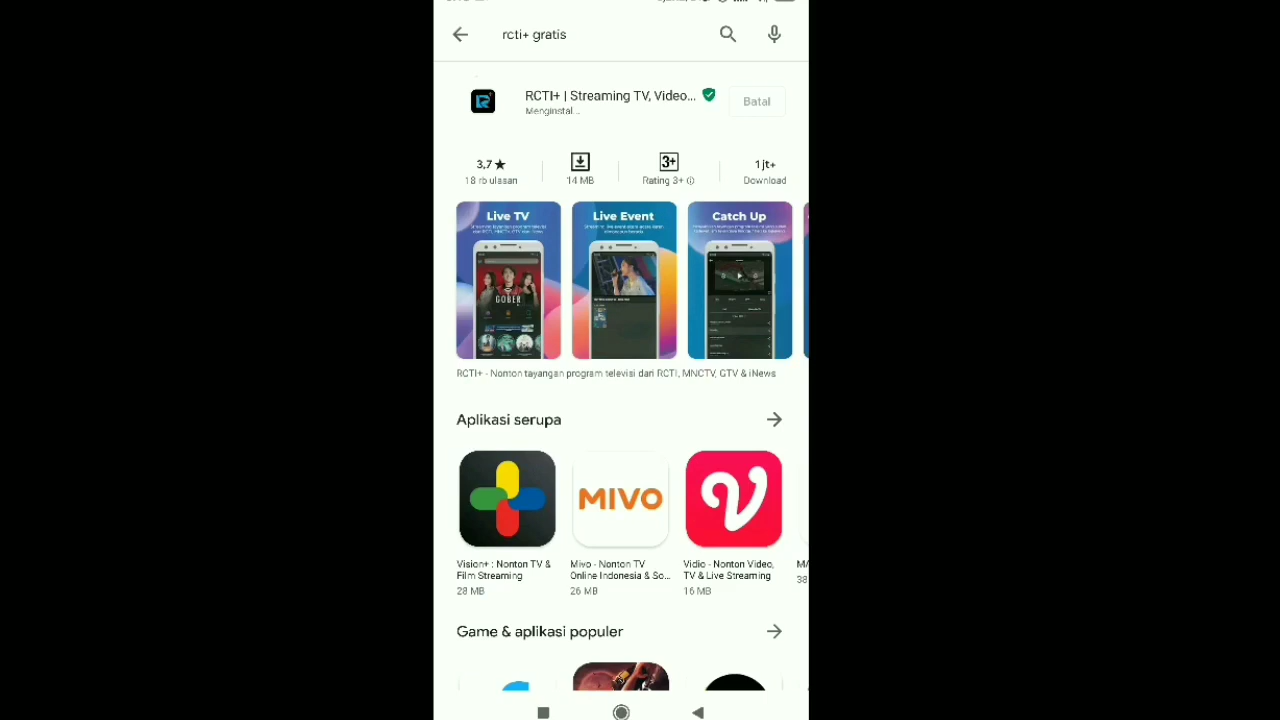 rcti+ gratis
RCTI+ | Streaming TV, Video...
Menginstal...
Batal
3,7★
18 rb ulasan
14 MB
3+
Rating 3+
1 jt+
Download
Live TV
Live Event
Catch Up
GOBER
RCTI+ - Nonton tayangan program televisi dari RCTI, MNCTV, GTV & iNews
Aplikasi serupa
MIVO
Vision+ : Nonton TV &
Film Streaming
28 MB
Mivo - Nonton TV
Online Indonesia & So...
26 MB
Vidio - Nonton Video,
TV & Live Streaming
16 MB
Game & aplikasi populer